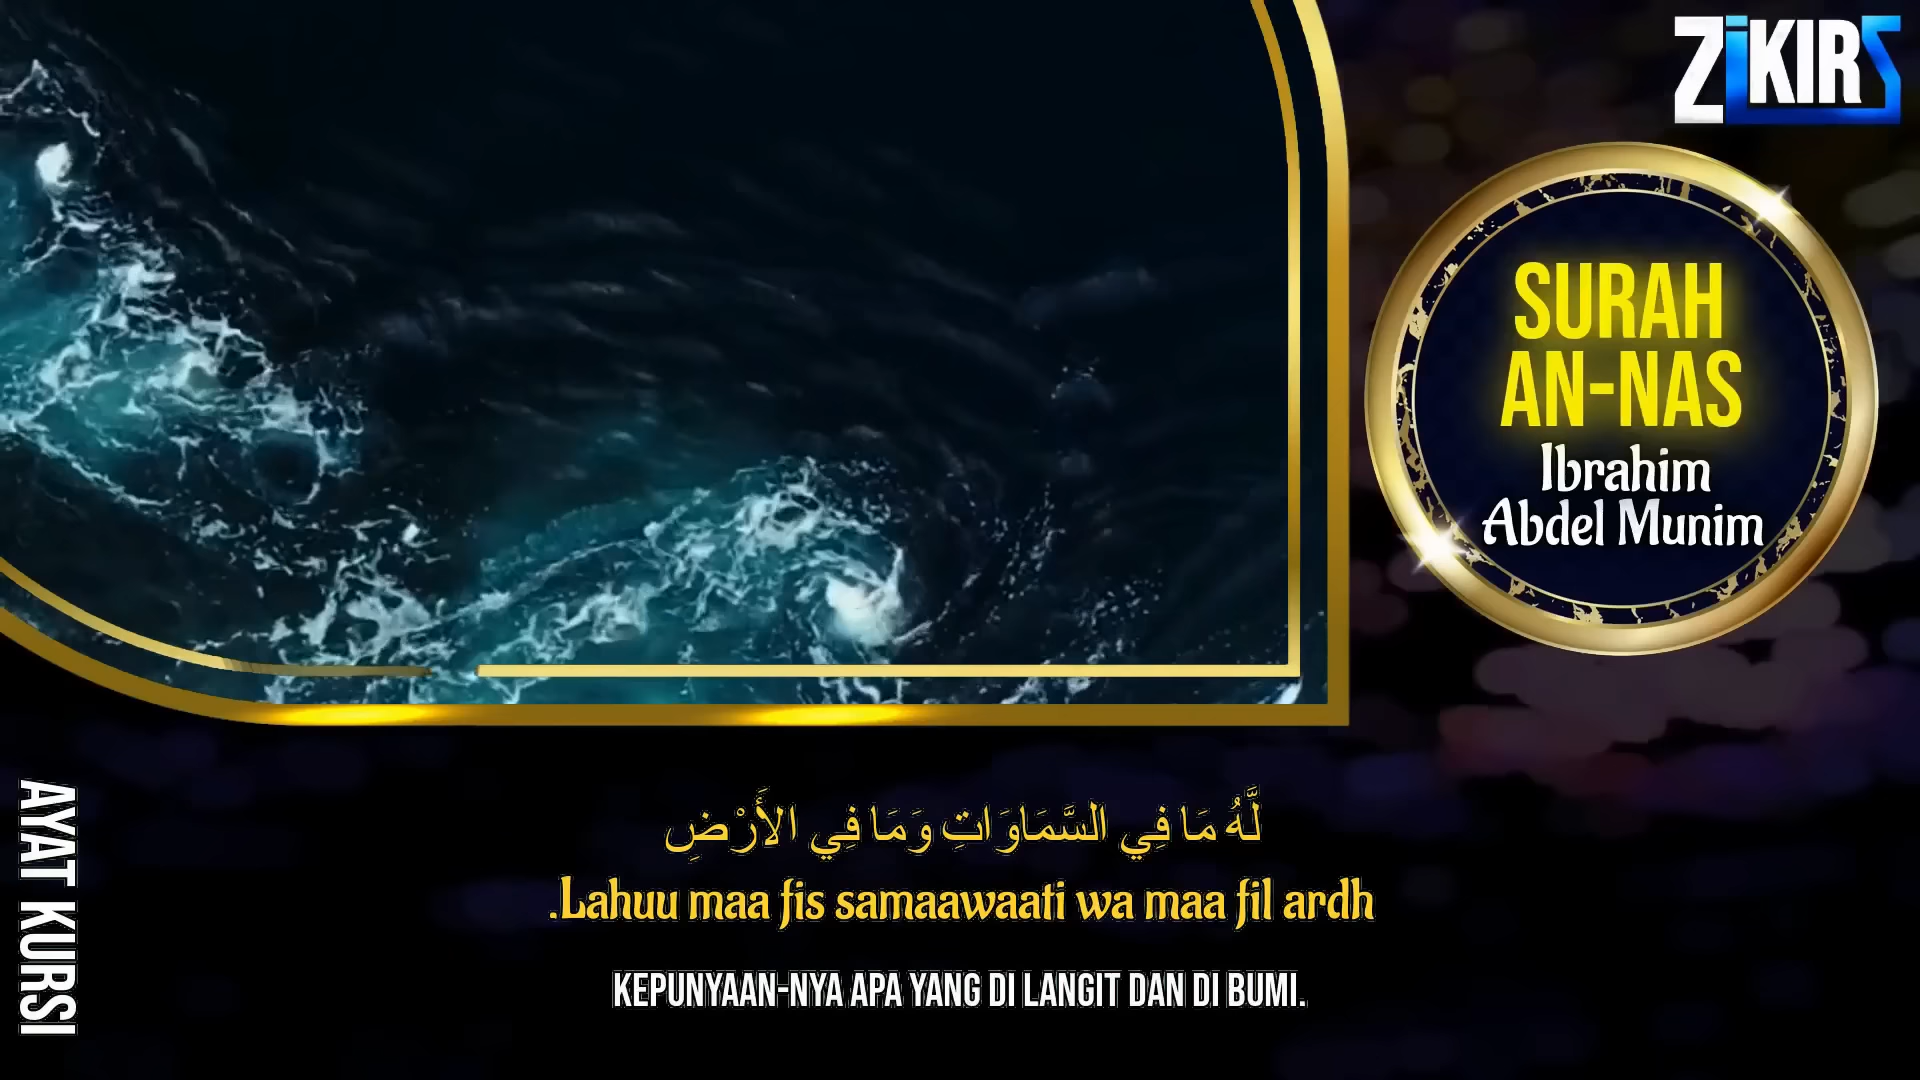 ZiKIRS
SURAH
AN-NAS
Ibrahim
Abdel Munim
لَّهُ مَا فِي السَّمَاوَاتِ وَمَا فِي الأَرْضِ
.Lahuu maa fis samaawaati wa maa fil ardh
KEPUNYAAN-NYA APA YANG DI LANGIT DAN DI BUMI.
AYAT KURSI